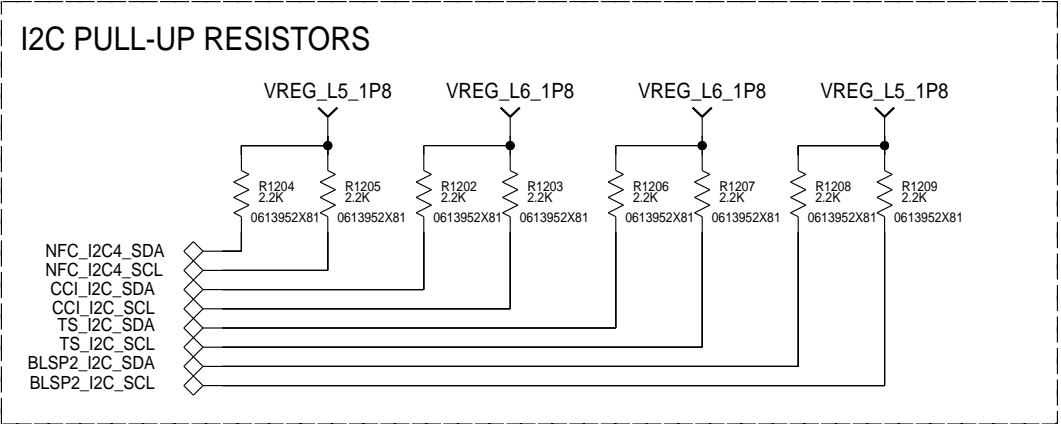 I2C PULL-UP RESISTORS
VREG_L5_1P8
VREG_L6_1P8
VREG_L6_1P8
VREG_L5_1P8
R1204
2.2K
0613952X81
R1205
2.2K
0613952X81
R1202
2.2K
0613952X81
R1203
2.2K
0613952X81
R1206
2.2K
0613952X81
R1207
2.2K
0613952X81
R1208
2.2K
0613952X81
R1209
2.2K
0613952X81
NFC_I2C4_SDA
NFC_I2C4_SCL
CCI_I2C_SDA
CCI_I2C_SCL
TS_I2C_SDA
TS_I2C_SCL
BLSP2_I2C_SDA
BLSP2_I2C_SCL